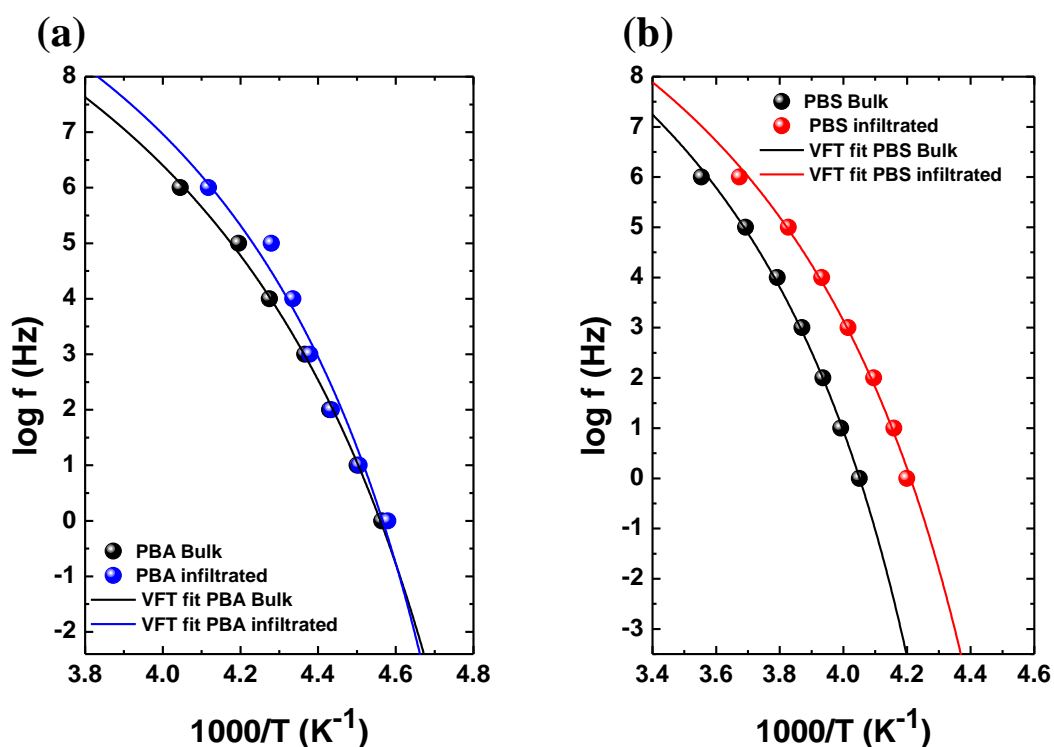 (a)
8
7
6
5
4
3
2
1
0
-1
-2
log f (Hz)
PBA Bulk
PBA infiltrated
VFT fit PBA Bulk
VFT fit PBA infiltrated
3.8 4.0 4.2 4.4 4.6 4.8
1000/T (K⁻¹)
(b)
8
7
6
5
4
3
2
1
0
-1
-2
-3
log f (Hz)
PBS Bulk
PBS infiltrated
VFT fit PBS Bulk
VFT fit PBS infiltrated
3.4 3.6 3.8 4.0 4.2 4.4 4.6
1000/T (K⁻¹)